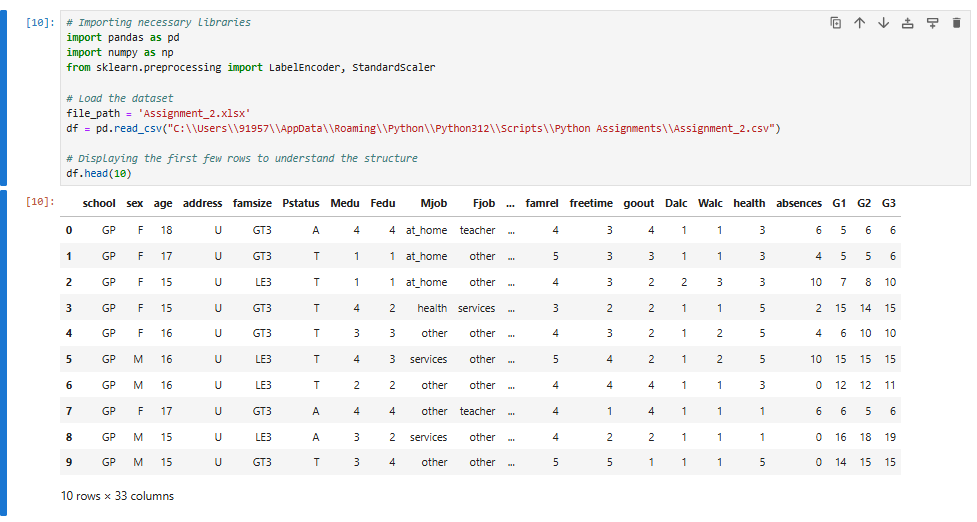 [10]: # Importing necessary libraries
import pandas as pd
import numpy as np
from sklearn.preprocessing import LabelEncoder, StandardScaler
# Load the dataset
file_path = 'Assignment_2.xlsx'
df = pd.read_csv("C:\\Users\\91957\\AppData\\Roaming\\Python\\Python312\\Scripts\\Python Assignments\\Assignment_2.csv")
# Displaying the first few rows to understand the structure
df.head(10)
[10]: school sex age address famsize Pstatus Medu Fedu Mjob Fjob ... famrel freetime goout Dalc Walc health absences G1 G2 G3
0 GP F 18 U GT3 A 4 4 at_home teacher ... 4 3 4 1 1 3 6 5 6 6
1 GP F 17 U GT3 T 1 1 at_home other ... 5 3 3 1 1 3 4 5 5 6
2 GP F 15 U LE3 T 1 1 at_home other ... 4 3 2 2 3 3 10 7 8 10
3 GP F 15 U GT3 T 4 2 health services ... 3 2 2 1 1 5 2 15 14 15
4 GP F 16 U GT3 T 3 3 other other ... 4 3 2 1 2 5 4 6 10 10
5 GP M 16 U LE3 T 4 3 services other ... 5 4 2 1 2 5 10 15 15 15
6 GP M 16 U LE3 T 2 2 other other ... 4 4 4 1 1 3 0 12 12 11
7 GP F 17 U GT3 A 4 4 other teacher ... 4 1 4 1 1 1 6 6 5 6
8 GP M 15 U LE3 A 3 2 services other ... 4 2 2 1 1 1 0 16 18 19
9 GP M 15 U GT3 T 3 4 other other ... 5 5 1 1 1 5 0 14 15 15
10 rows × 33 columns